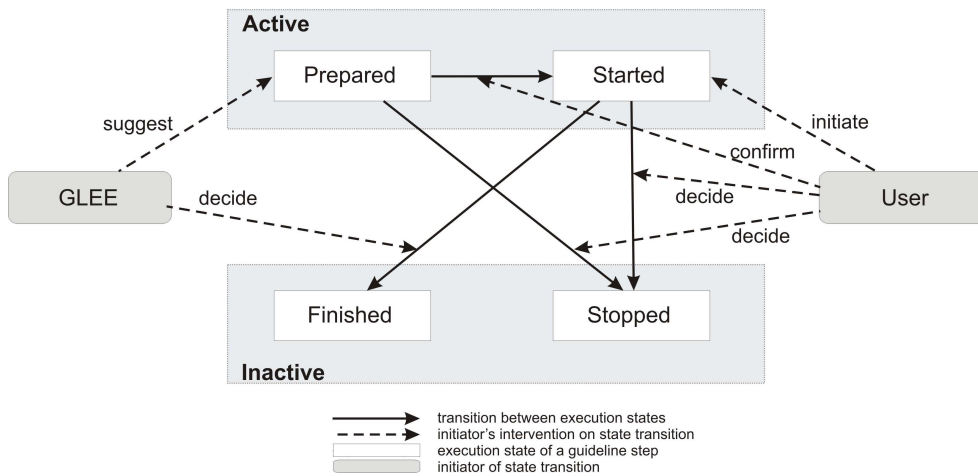 Active
Prepared
Started
suggest
initiate
confirm
GLEE
decide
decide
User
decide
Finished
Stopped
Inactive
transition between execution states
initiator's intervention on state transition
execution state of a guideline step
initiator of state transition